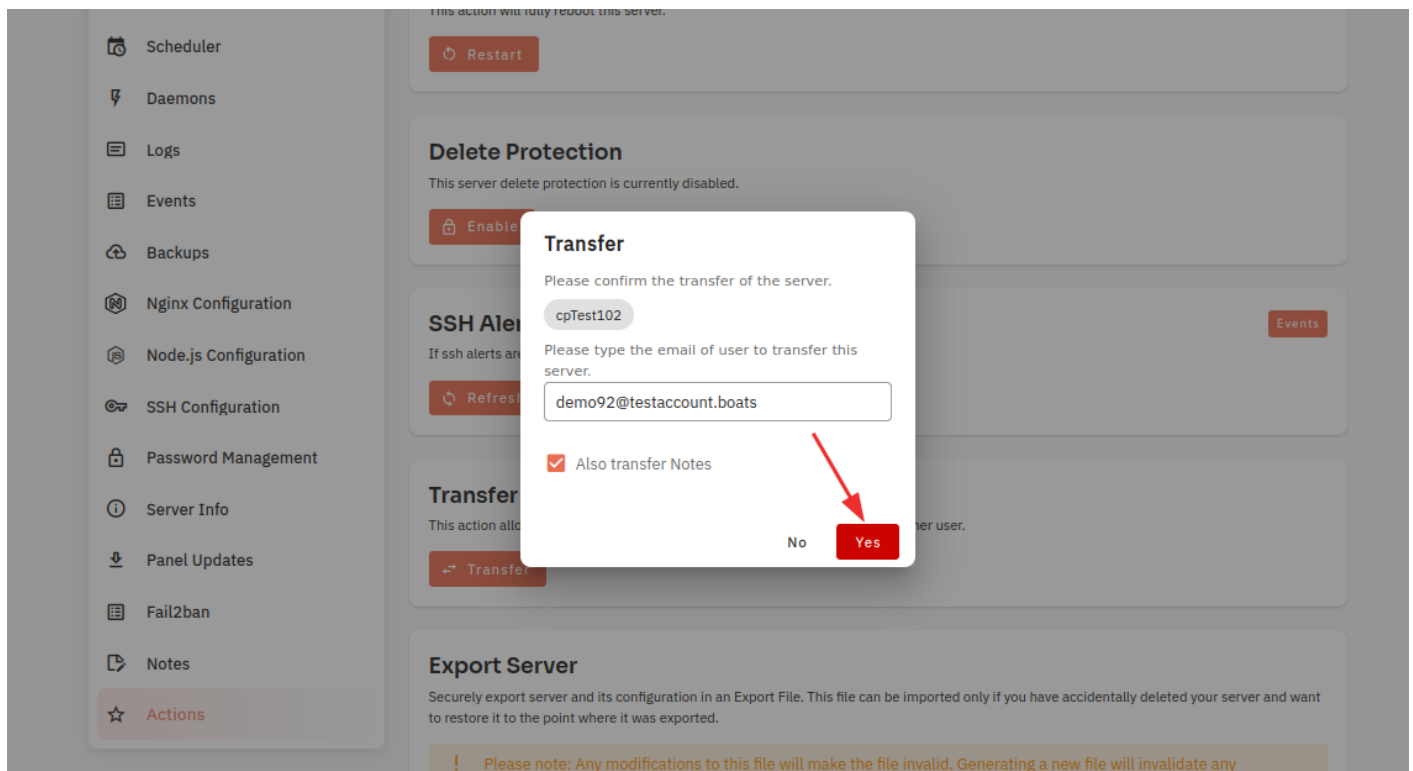 This action will fully reboot this server.
Scheduler
Restart
Daemons
Logs
Delete Protection
This server delete protection is currently disabled.
Events
Enable
Backups
Nginx Configuration
SSH Aler
Events
If ssh alerts are
Node.js Configuration
Refresh
SSH Configuration
Password Management
Transfer
This action allo
her user.
Server Info
Transfer
Panel Updates
Fail2ban
Notes
Actions
Transfer
Please confirm the transfer of the server.
cpTest102
Please type the email of user to transfer this
server.
demo92@testaccount.boats
Also transfer Notes
No
Yes
Export Server
Securely export server and its configuration in an Export File. This file can be imported only if you have accidentally deleted your server and want
to restore it to the point where it was exported.
! Please note: Any modifications to this file will make the file invalid. Generating a new file will invalidate any